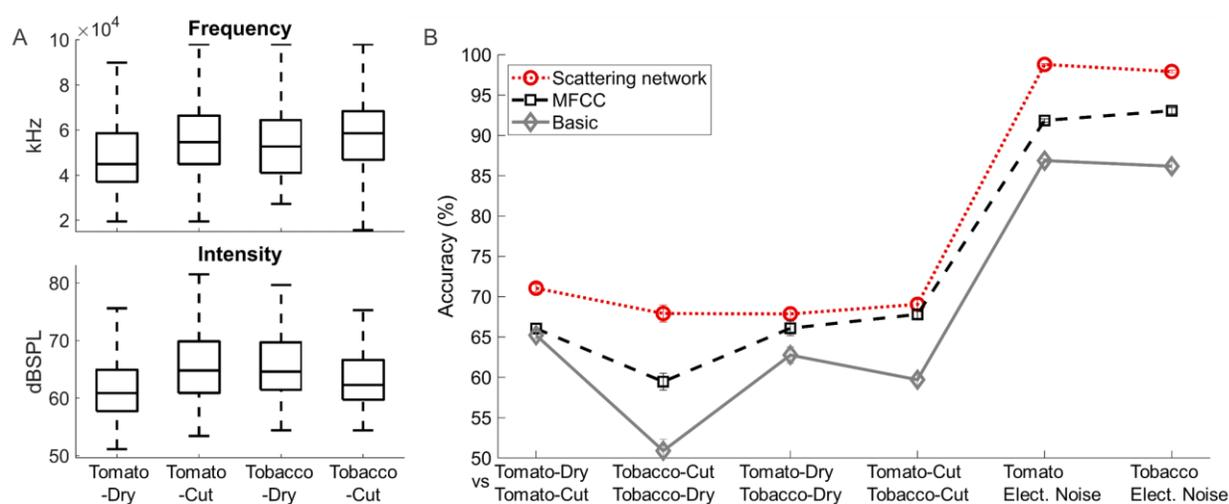 A
×10⁴
Frequency
10
8
6
4
2
kHz
Intensity
80
70
60
50
dBSPL
Tomato Tomato Tobacco Tobacco
-Dry -Cut -Dry -Cut
B
100
95
90
85
80
75
70
65
60
55
50
Accuracy (%)
Scattering network
MFCC
Basic
Tomato-Dry Tobacco-Cut Tomato-Dry Tomato-Cut Tomato Tobacco
vs Tomato-Cut Tobacco-Dry Tobacco-Dry Tobacco-Cut Elect. Noise Elect. Noise